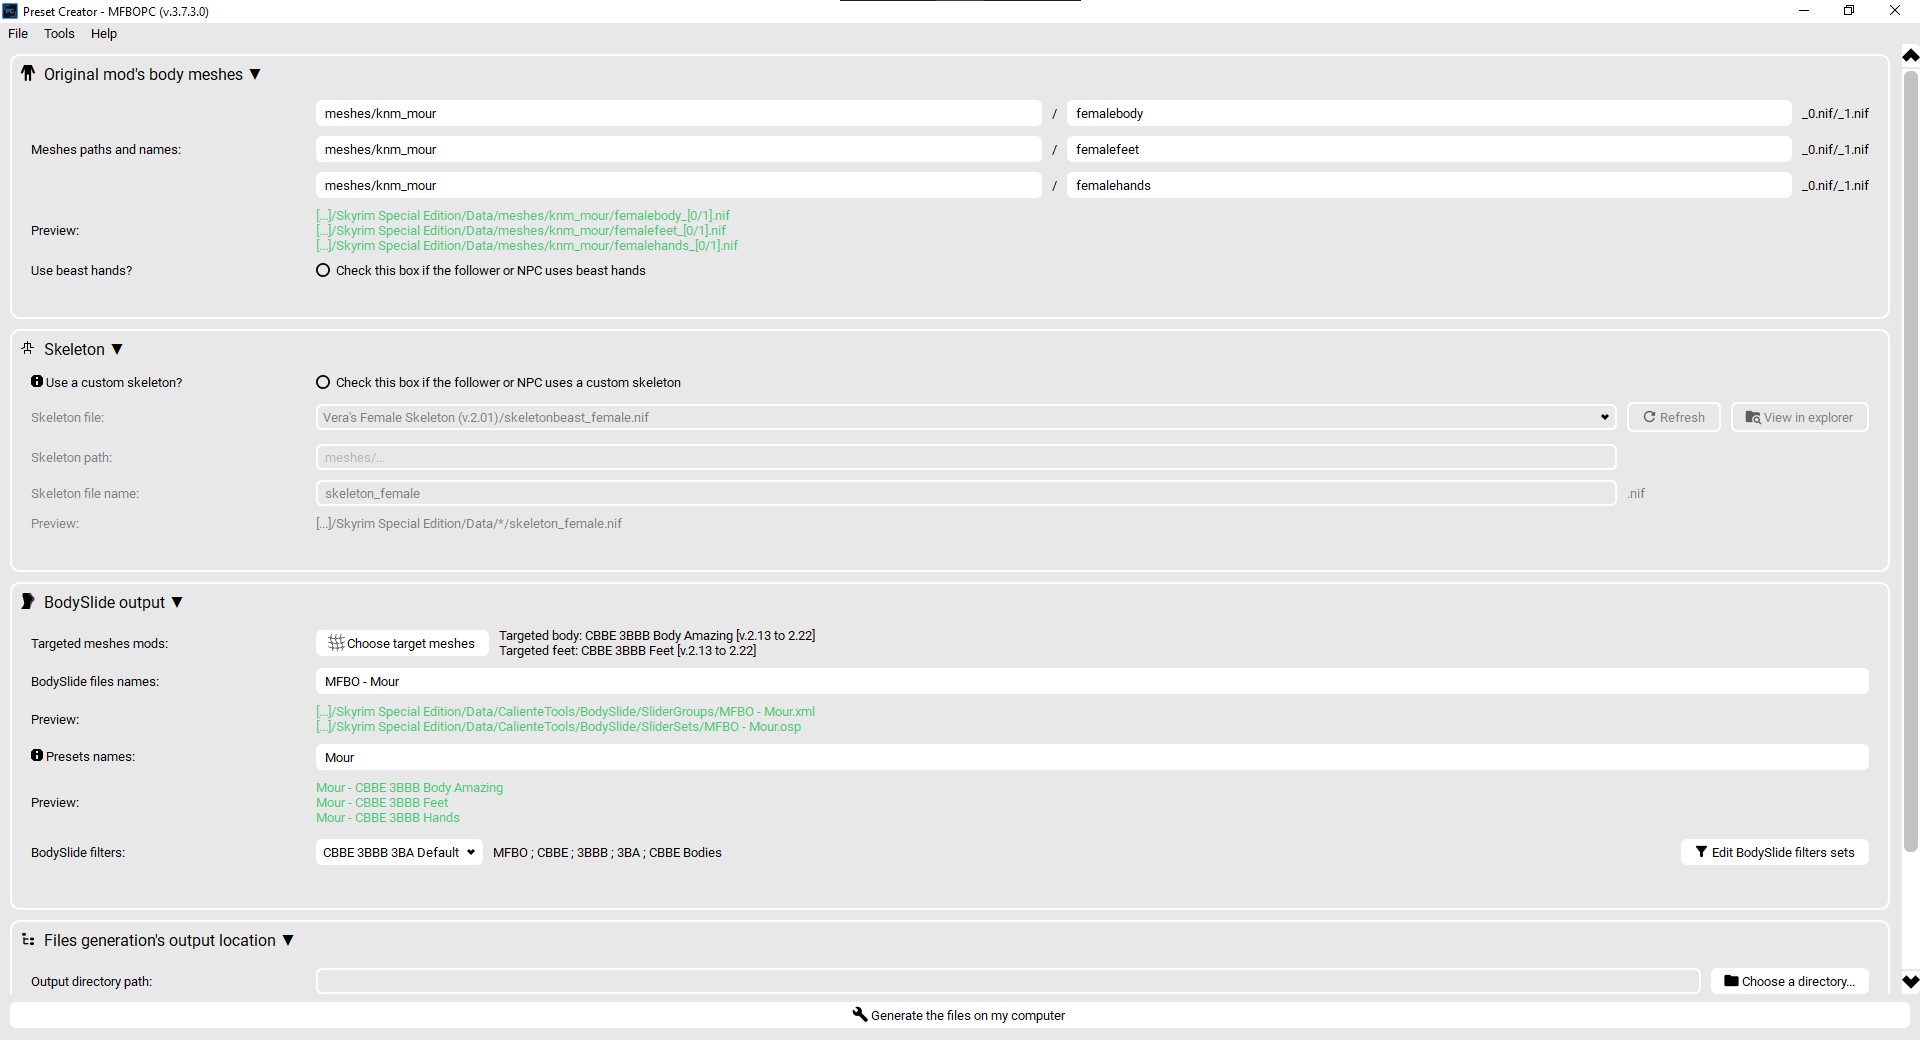 Preset Creator - MFBOPC (v.3.7.3.0)
File Tools Help
Original mod's body meshes ▼
meshes/knm_mour / femalebody _0.nif/_1.nif
Meshes paths and names: meshes/knm_mour / femalefeet _0.nif/_1.nif
meshes/knm_mour / femalehands _0.nif/_1.nif
[...]/Skyrim Special Edition/Data/meshes/knm_mour/femalebody_[0/1].nif
Preview: [...]/Skyrim Special Edition/Data/meshes/knm_mour/femalefeet_[0/1].nif
[...]/Skyrim Special Edition/Data/meshes/knm_mour/femalehands_[0/1].nif
Use beast hands? Check this box if the follower or NPC uses beast hands
Skeleton ▼
Use a custom skeleton? Check this box if the follower or NPC uses a custom skeleton
Skeleton file: Vera's Female Skeleton (v.2.01)/skeletonbeast_female.nif Refresh View in explorer
Skeleton path: meshes/...
Skeleton file name: skeleton_female .nif
Preview: [...]/Skyrim Special Edition/Data/*/skeleton_female.nif
BodySlide output ▼
Targeted meshes mods: Choose target meshes Targeted body: CBBE 3BBB Body Amazing [v.2.13 to 2.22]
Targeted feet: CBBE 3BBB Feet [v.2.13 to 2.22]
BodySlide files names: MFBO - Mour
Preview: [...]/Skyrim Special Edition/Data/CalienteTools/BodySlide/SliderGroups/MFBO - Mour.xml
[...]/Skyrim Special Edition/Data/CalienteTools/BodySlide/SliderSets/MFBO - Mour.osp
Presets names: Mour
Mour - CBBE 3BBB Body Amazing
Preview: Mour - CBBE 3BBB Feet
Mour - CBBE 3BBB Hands
BodySlide filters: CBBE 3BBB 3BA Default MFBO ; CBBE ; 3BBB ; 3BA ; CBBE Bodies Edit BodySlide filters sets
Files generation's output location ▼
Output directory path: Choose a directory...
Generate the files on my computer